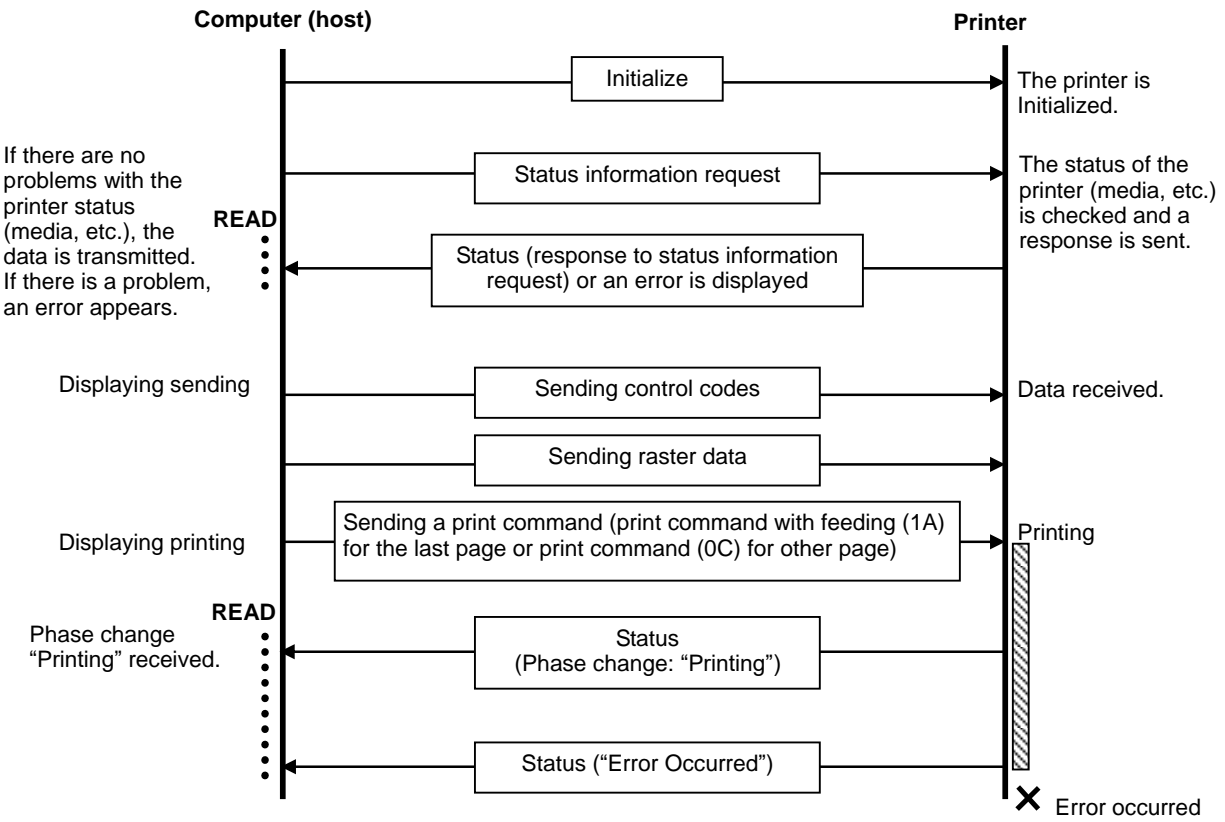 Computer (host)
Printer
Initialize
The printer is
Initialized.
If there are no
problems with the
printer status
(media, etc.), the
data is transmitted.
If there is a problem,
an error appears.
Status information request
The status of the
printer (media, etc.)
is checked and a
response is sent.
READ
Status (response to status information
request) or an error is displayed
Displaying sending
Sending control codes
Data received.
Sending raster data
Displaying printing
Sending a print command (print command with feeding (1A)
for the last page or print command (0C) for other page)
Printing
READ
Phase change
“Printing” received.
Status
(Phase change: “Printing”)
Status (“Error Occurred”)
Error occurred